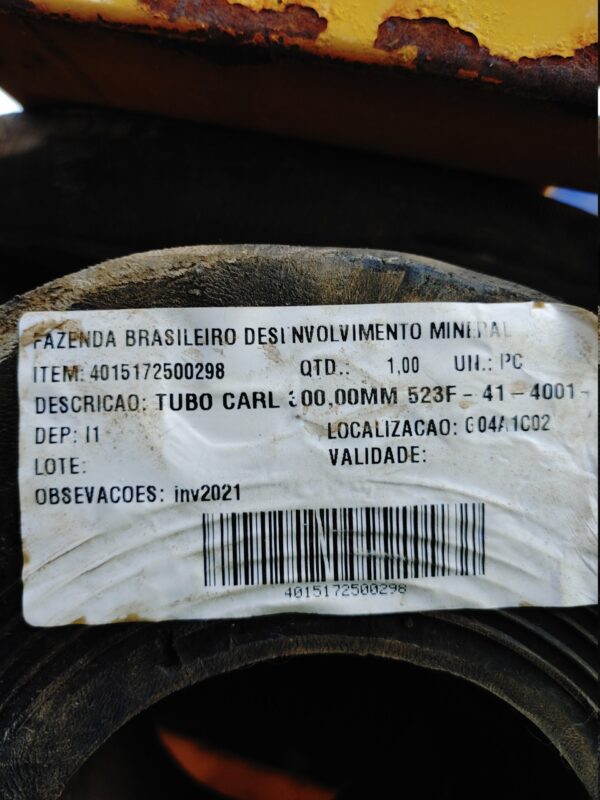 FAZENDA BRASILEIRO DESENVOLVIMENTO MINERAL
ITEM: 4015172500298 QTD.: 1,00 UN.: PC
DESCRICAO: TUBO CARL 300,00MM 523F-41-4001-
DEP: I1 LOCALIZACAO: G04A1C02
LOTE: VALIDADE:
OBSEVACOES: inv2021
4015172500298